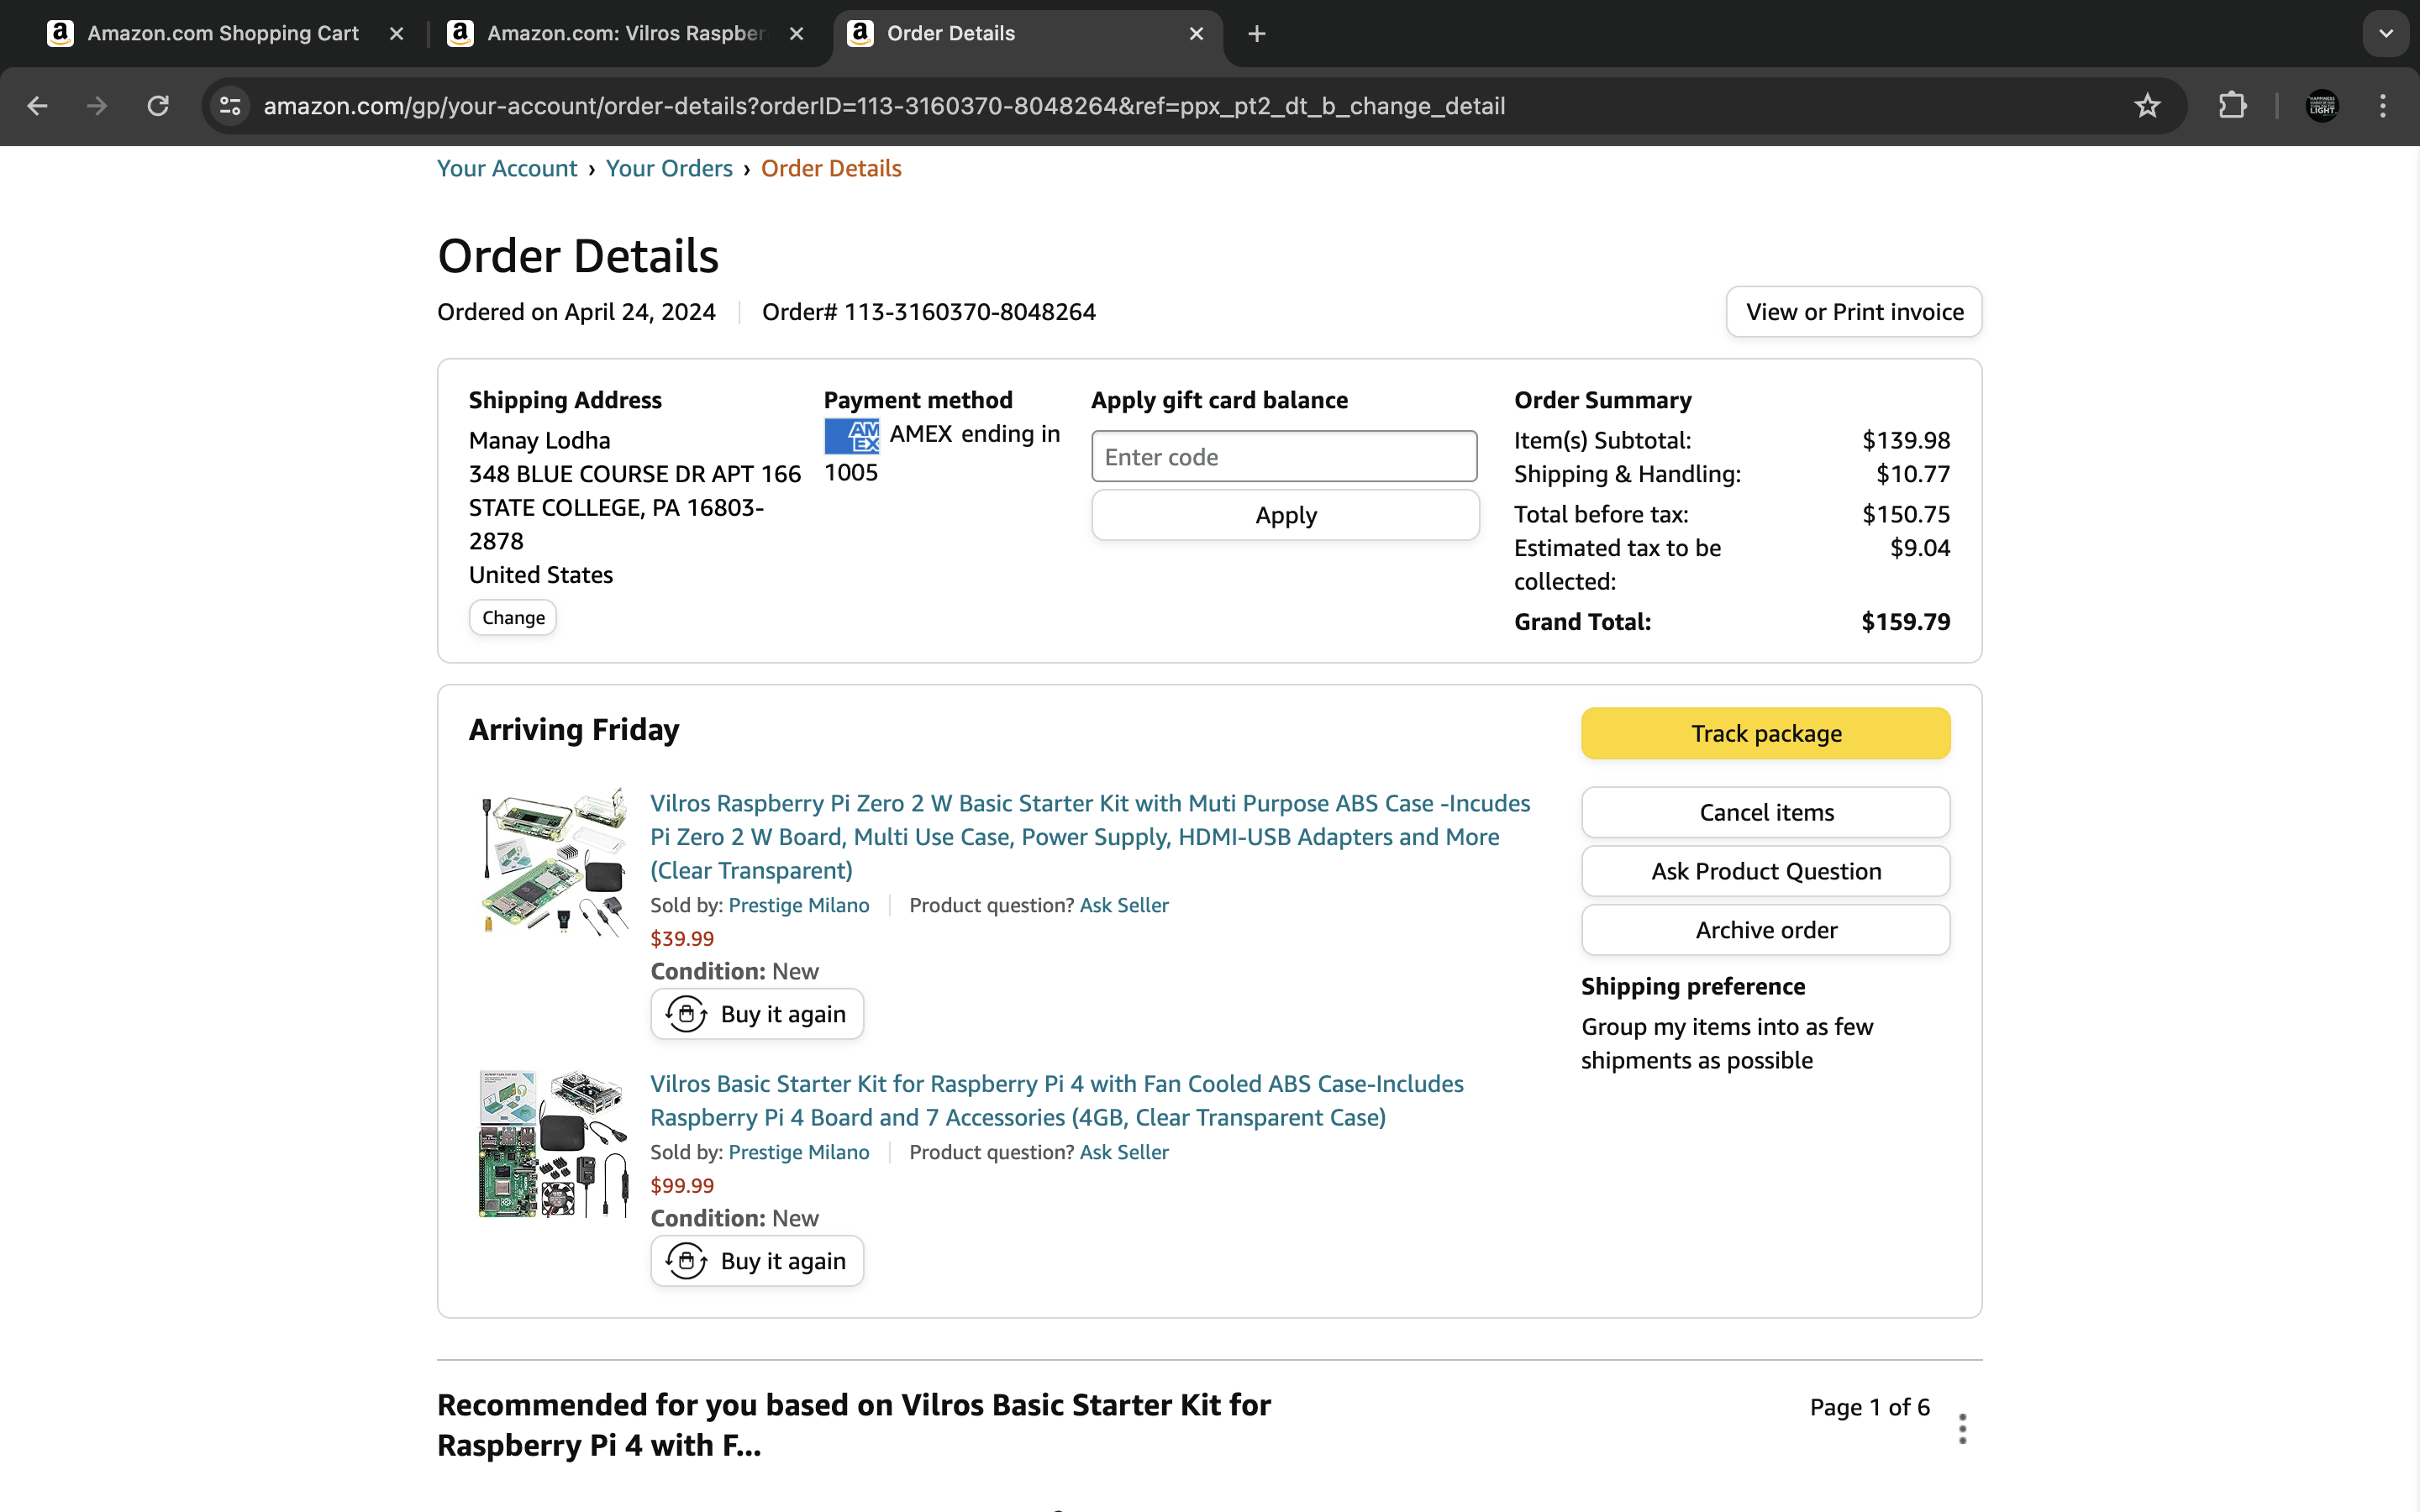 Amazon.com Shopping Cart
Amazon.com: Vilros Raspber
Order Details
amazon.com/gp/your-account/order-details?orderID=113-3160370-8048264&ref=ppx_pt2_dt_b_change_detail
Your Account › Your Orders › Order Details
Order Details
Ordered on April 24, 2024
Order# 113-3160370-8048264
View or Print invoice
Shipping Address
Manay Lodha
348 BLUE COURSE DR APT 166
STATE COLLEGE, PA 16803-
2878
United States
Change
Payment method
AM
EX
AMEX ending in
1005
Apply gift card balance
Enter code
Apply
Order Summary
Item(s) Subtotal: $139.98
Shipping & Handling: $10.77
Total before tax: $150.75
Estimated tax to be $9.04
collected:
Grand Total: $159.79
Arriving Friday
Vilros Raspberry Pi Zero 2 W Basic Starter Kit with Muti Purpose ABS Case -Incudes
Pi Zero 2 W Board, Multi Use Case, Power Supply, HDMI-USB Adapters and More
(Clear Transparent)
Sold by: Prestige Milano
Product question? Ask Seller
$39.99
Condition: New
Buy it again
Vilros Basic Starter Kit for Raspberry Pi 4 with Fan Cooled ABS Case-Includes
Raspberry Pi 4 Board and 7 Accessories (4GB, Clear Transparent Case)
Sold by: Prestige Milano
Product question? Ask Seller
$99.99
Condition: New
Buy it again
Track package
Cancel items
Ask Product Question
Archive order
Shipping preference
Group my items into as few
shipments as possible
Recommended for you based on Vilros Basic Starter Kit for
Raspberry Pi 4 with F...
Page 1 of 6